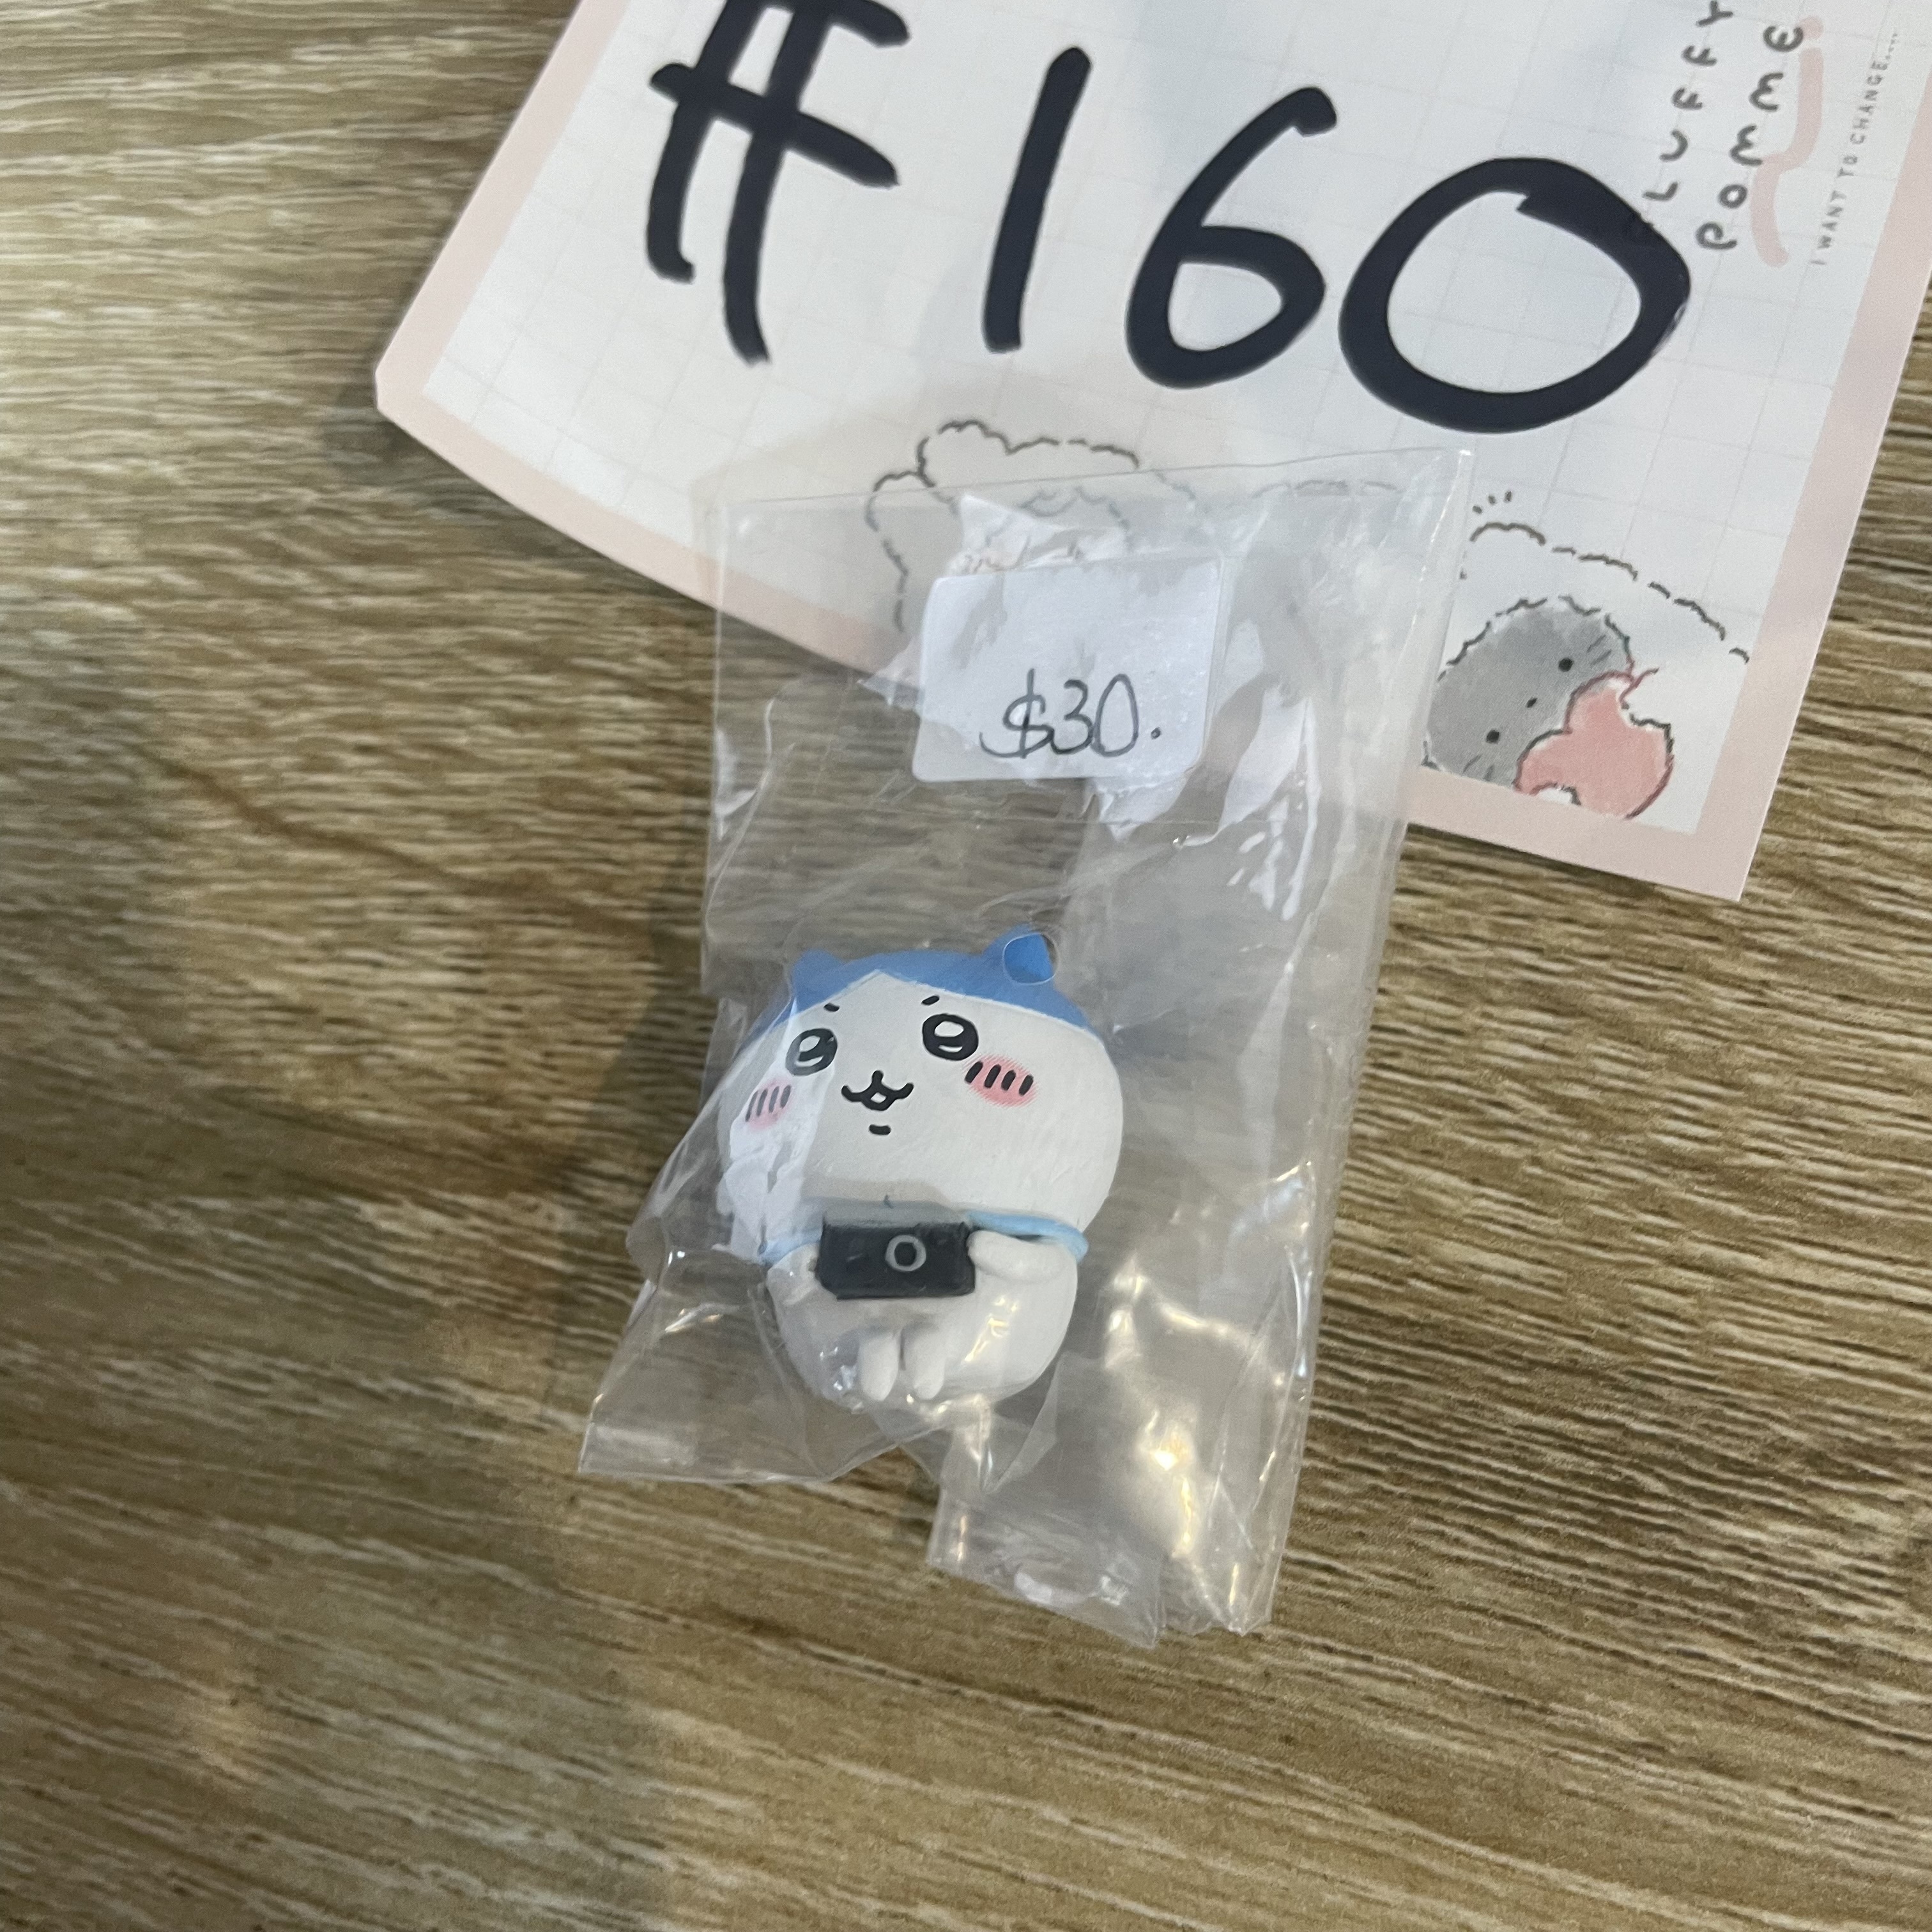 #160
FLUFFY
POMME
I WANT TO CHANGE....
$30.